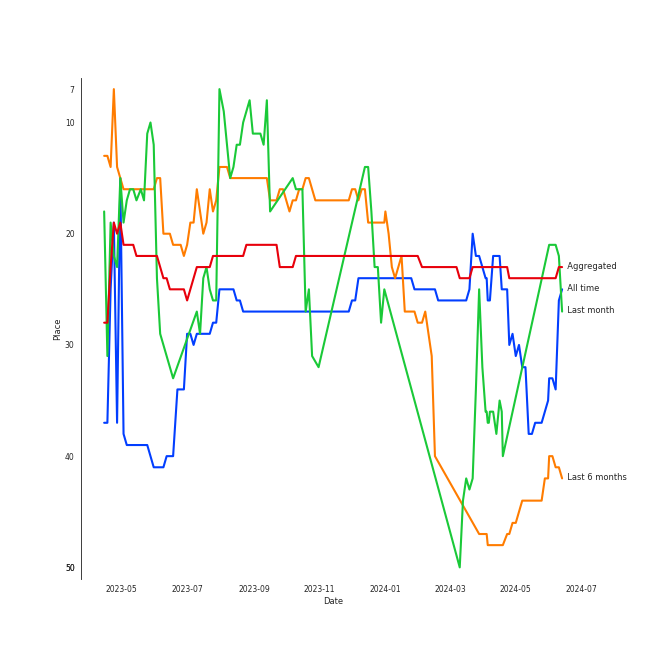 7
10
20
30
40
50
Place
Aggregated
All time
Last month
Last 6 months
2023-05
2023-07
2023-09
2023-11
2024-01
2024-03
2024-05
2024-07
Date